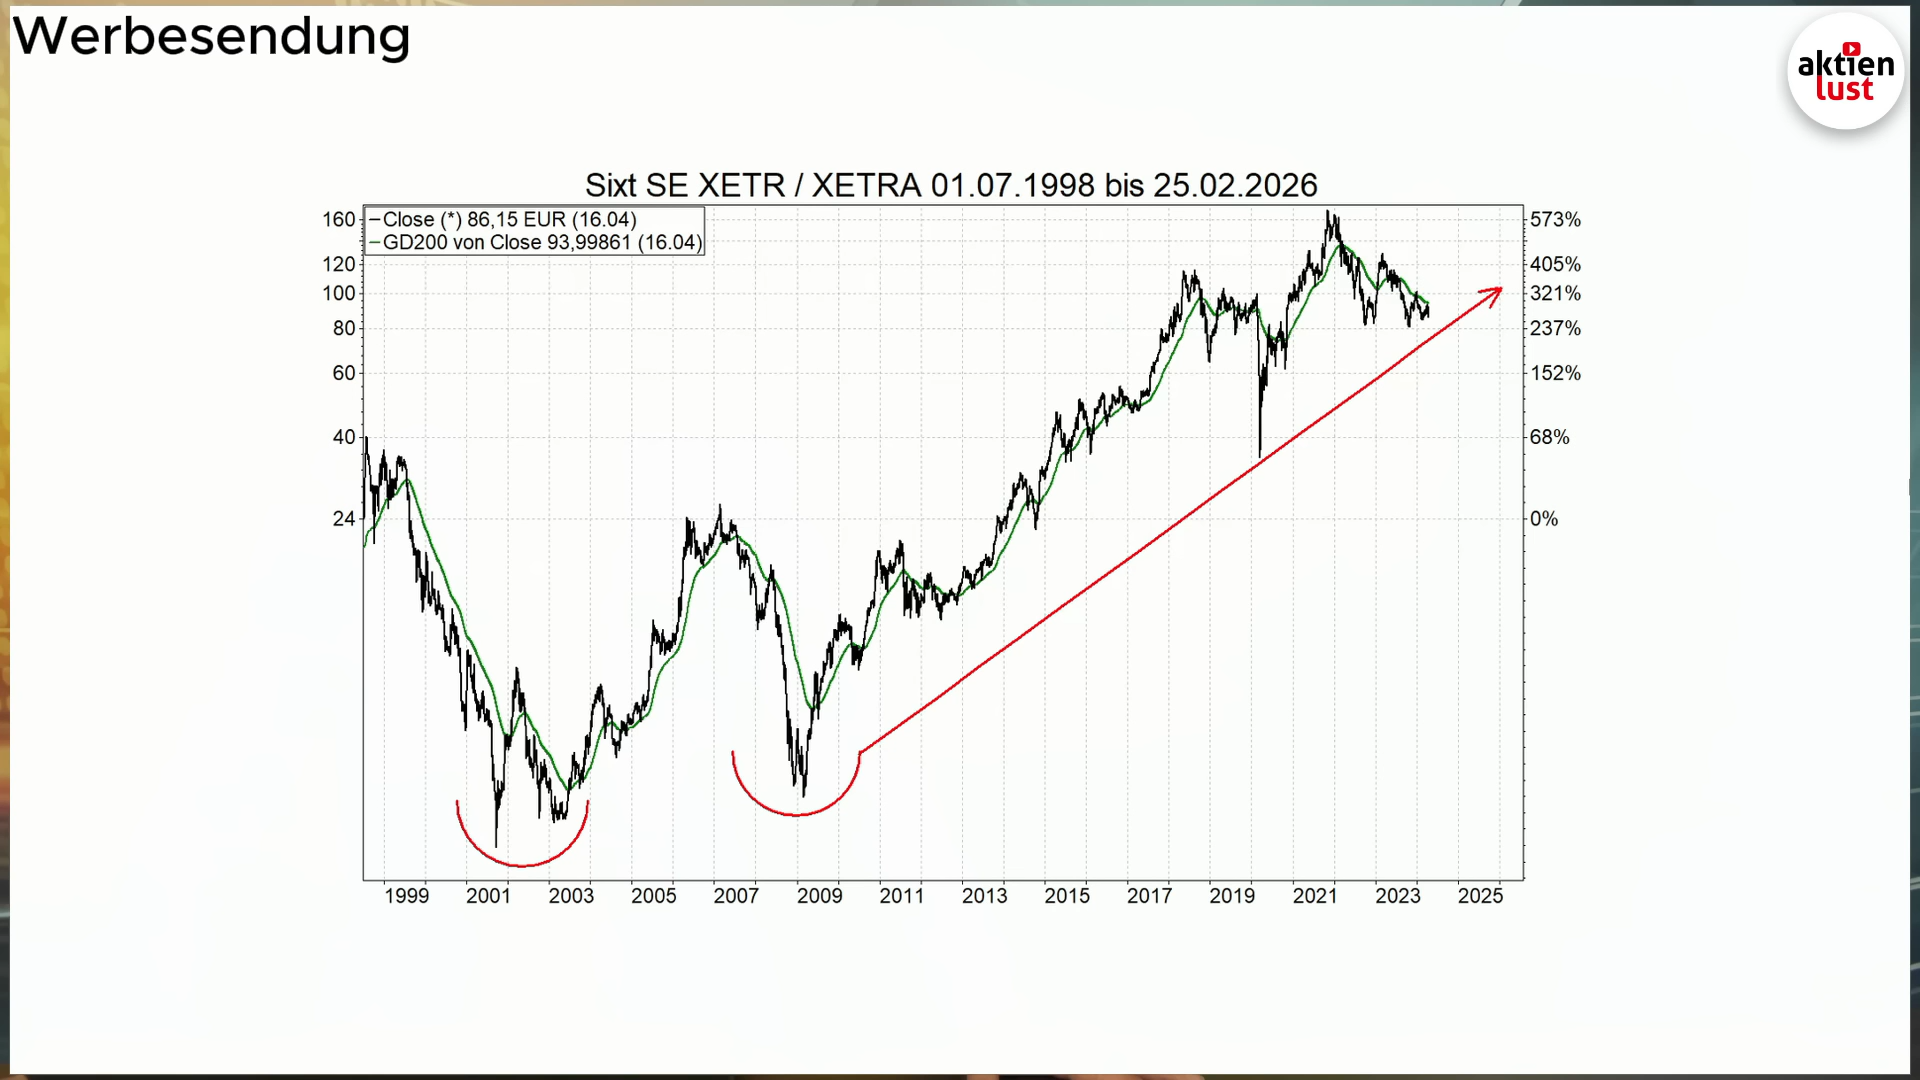 Werbesendung
aktien
lust
Sixt SE XETR / XETRA 01.07.1998 bis 25.02.2026
Close (*) 86,15 EUR (16.04)
GD200 von Close 93,99861 (16.04)
160
120
100
80
60
40
24
573%
405%
321%
237%
152%
68%
0%
1999 2001 2003 2005 2007 2009 2011 2013 2015 2017 2019 2021 2023 2025